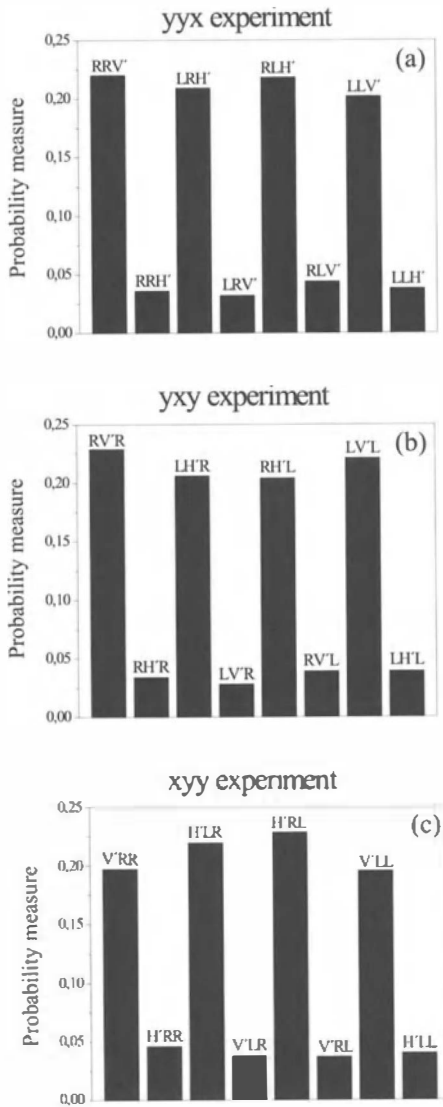 yyx experiment
(a)
0,25
0,20
0,15
0,10
0,05
0,00
Probability measure
RRV'
RRH'
LRH'
LRV'
RLH'
RLV'
LLV'
LLH'
yxy experiment
(b)
0,25
0,20
0,15
0,10
0,05
0,00
Probability measure
RV'R
RH'R
LH'R
LV'R
RH'L
RV'L
LV'L
LH'L
xyy experiment
(c)
0,25
0,20
0,15
0,10
0,05
0,00
Probability measure
V'RR
H'RR
H'LR
V'LR
H'RL
V'RL
V'LL
H'LL